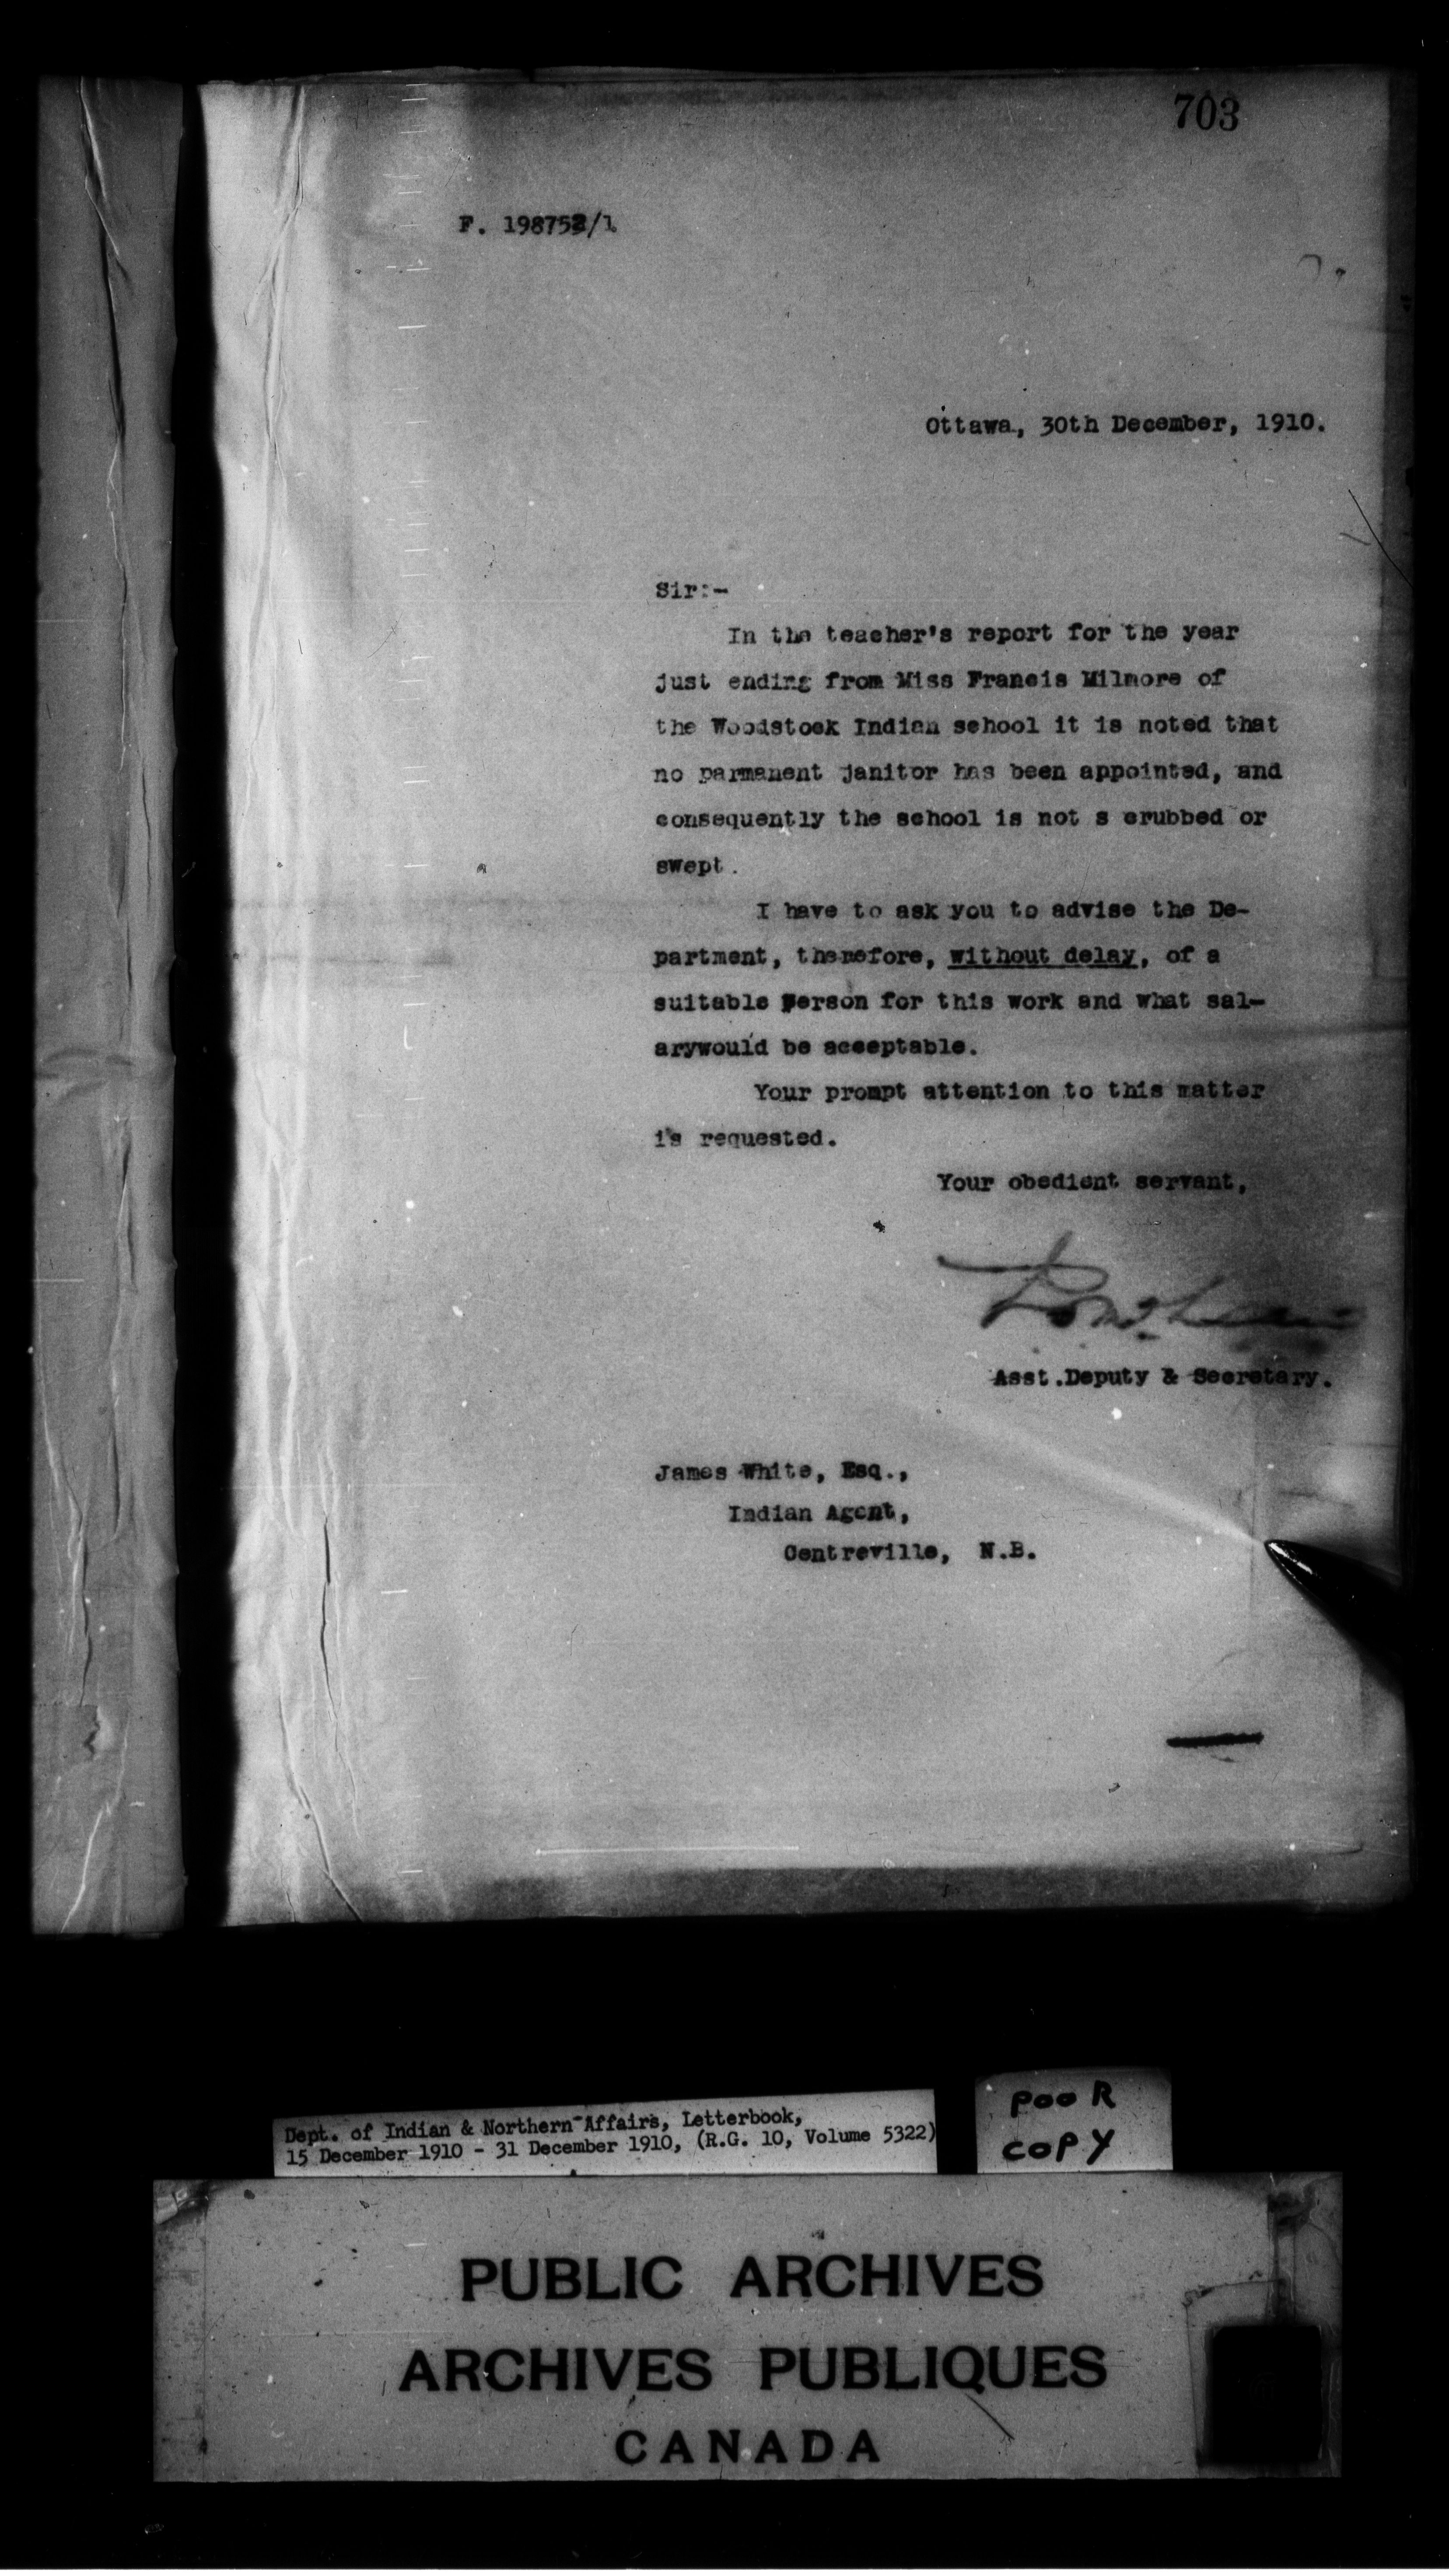 703
F. 198752/1
Ottawa, 30th December, 1910.
Sir:-
In the teacher's report for the year
just ending from Miss Francis Milmore of
the Woodstock Indian school it is noted that
no parmanent janitor has been appointed, and
consequently the school is not s crubbed or
swept.
I have to ask you to advise the De-
partment, therefore, without delay, of a
suitable person for this work and what sal-
arywould be acceptable.
Your prompt attention to this matter
is requested.
Your obedient servant,
Asst.Deputy & Secretary.
James White, Esq.,
Indian Agent,
Centreville, N.B.
Dept. of Indian & Northern Affairs, Letterbook,
15 December 1910 - 31 December 1910, (R.G. 10, Volume 5322)
POOR
COPY
PUBLIC ARCHIVES
ARCHIVES PUBLIQUES
CANADA